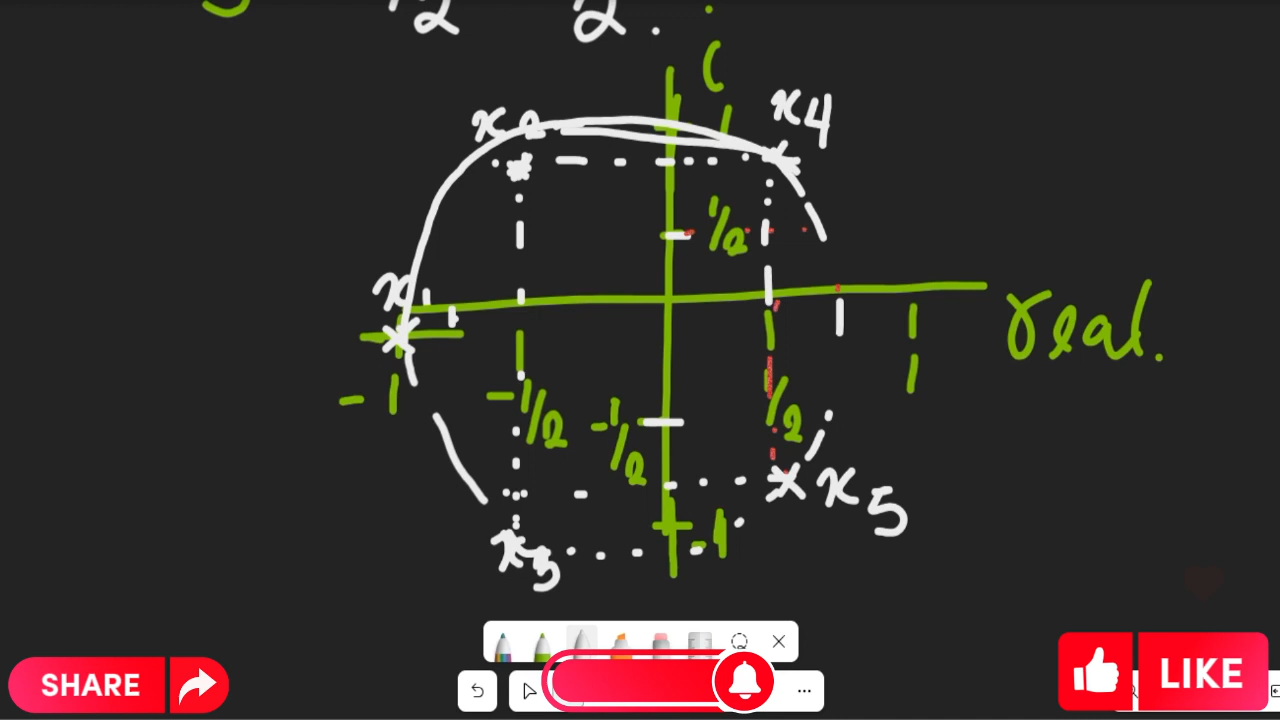 2 2.
i
x2 x4
1
1/2
x1
real.
-1 -1/2 -1/2 1/2 1
x5
x3 -1
SHARE LIKE